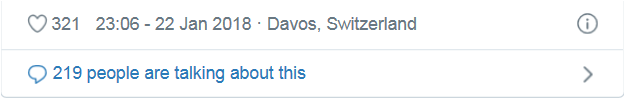 321 23:06 - 22 Jan 2018 · Davos, Switzerland
219 people are talking about this